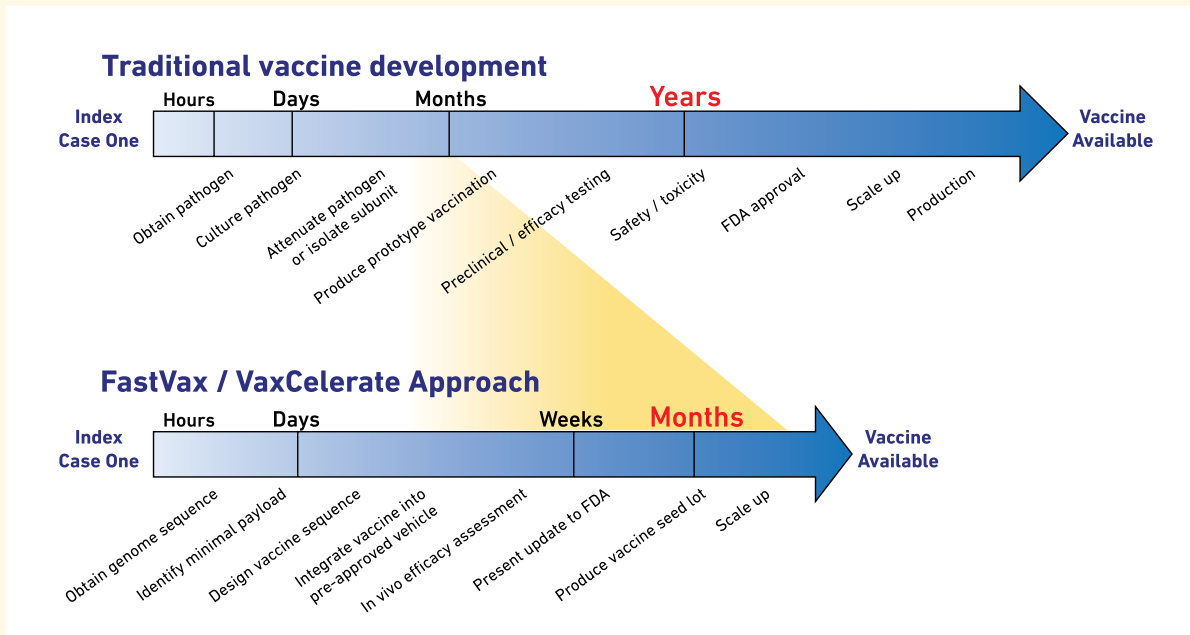 Traditional vaccine development
Hours
Days
Months
Years
Index
Case One
Vaccine
Available
Obtain pathogen
Culture pathogen
Attenuate pathogen
or isolate subunit
Produce prototype vaccination
Preclinical / efficacy testing
Safety / toxicity
FDA approval
Scale up
Production
FastVax / VaxCelerate Approach
Hours
Days
Weeks
Months
Index
Case One
Vaccine
Available
Obtain genome sequence
Identify minimal payload
Design vaccine sequence
Integrate vaccine into
pre-approved vehicle
In vivo efficacy assessment
Present update to FDA
Produce vaccine seed lot
Scale up